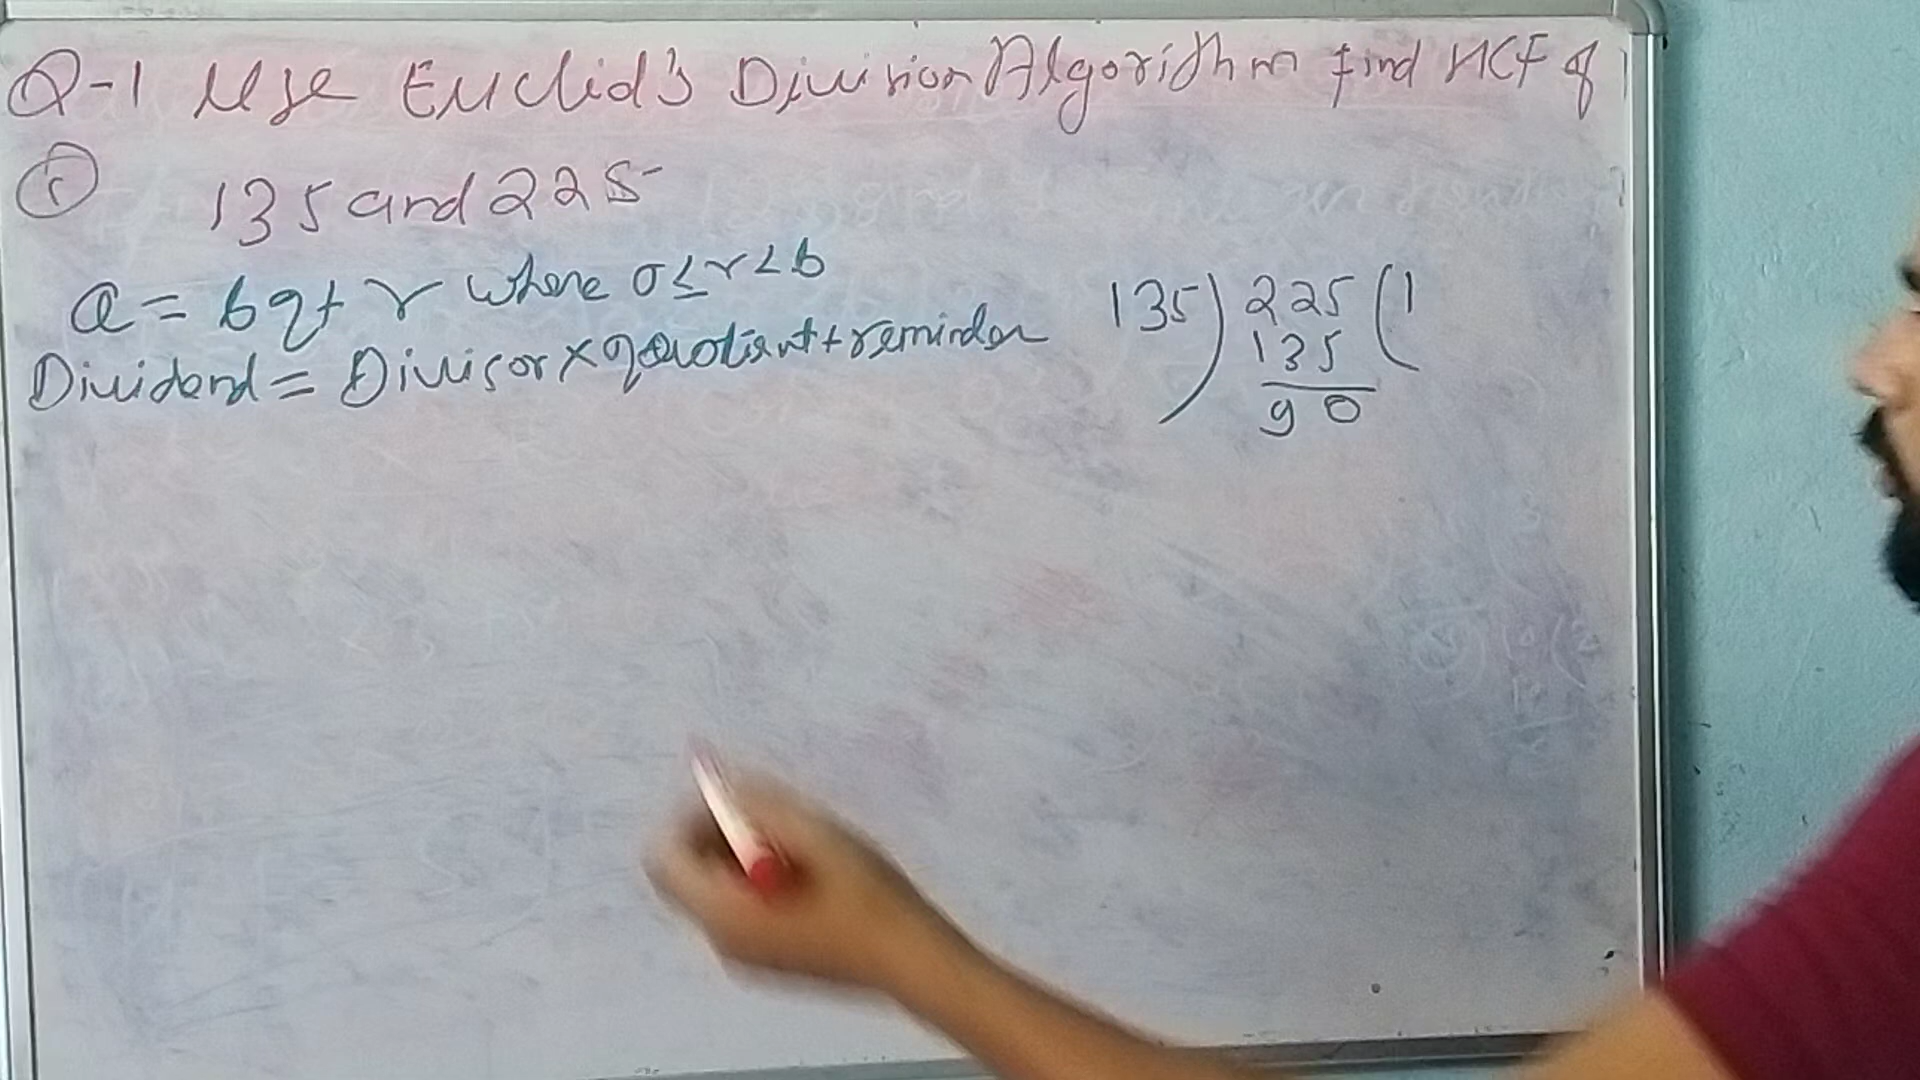 Q-1 Use Euclid's Division Algorithm find HCF of
(i) 135 and 225
a = bq + r where 0 ≤ r < b
Dividend = Divisor × quotient + reminder
135) 225 (1
135
90